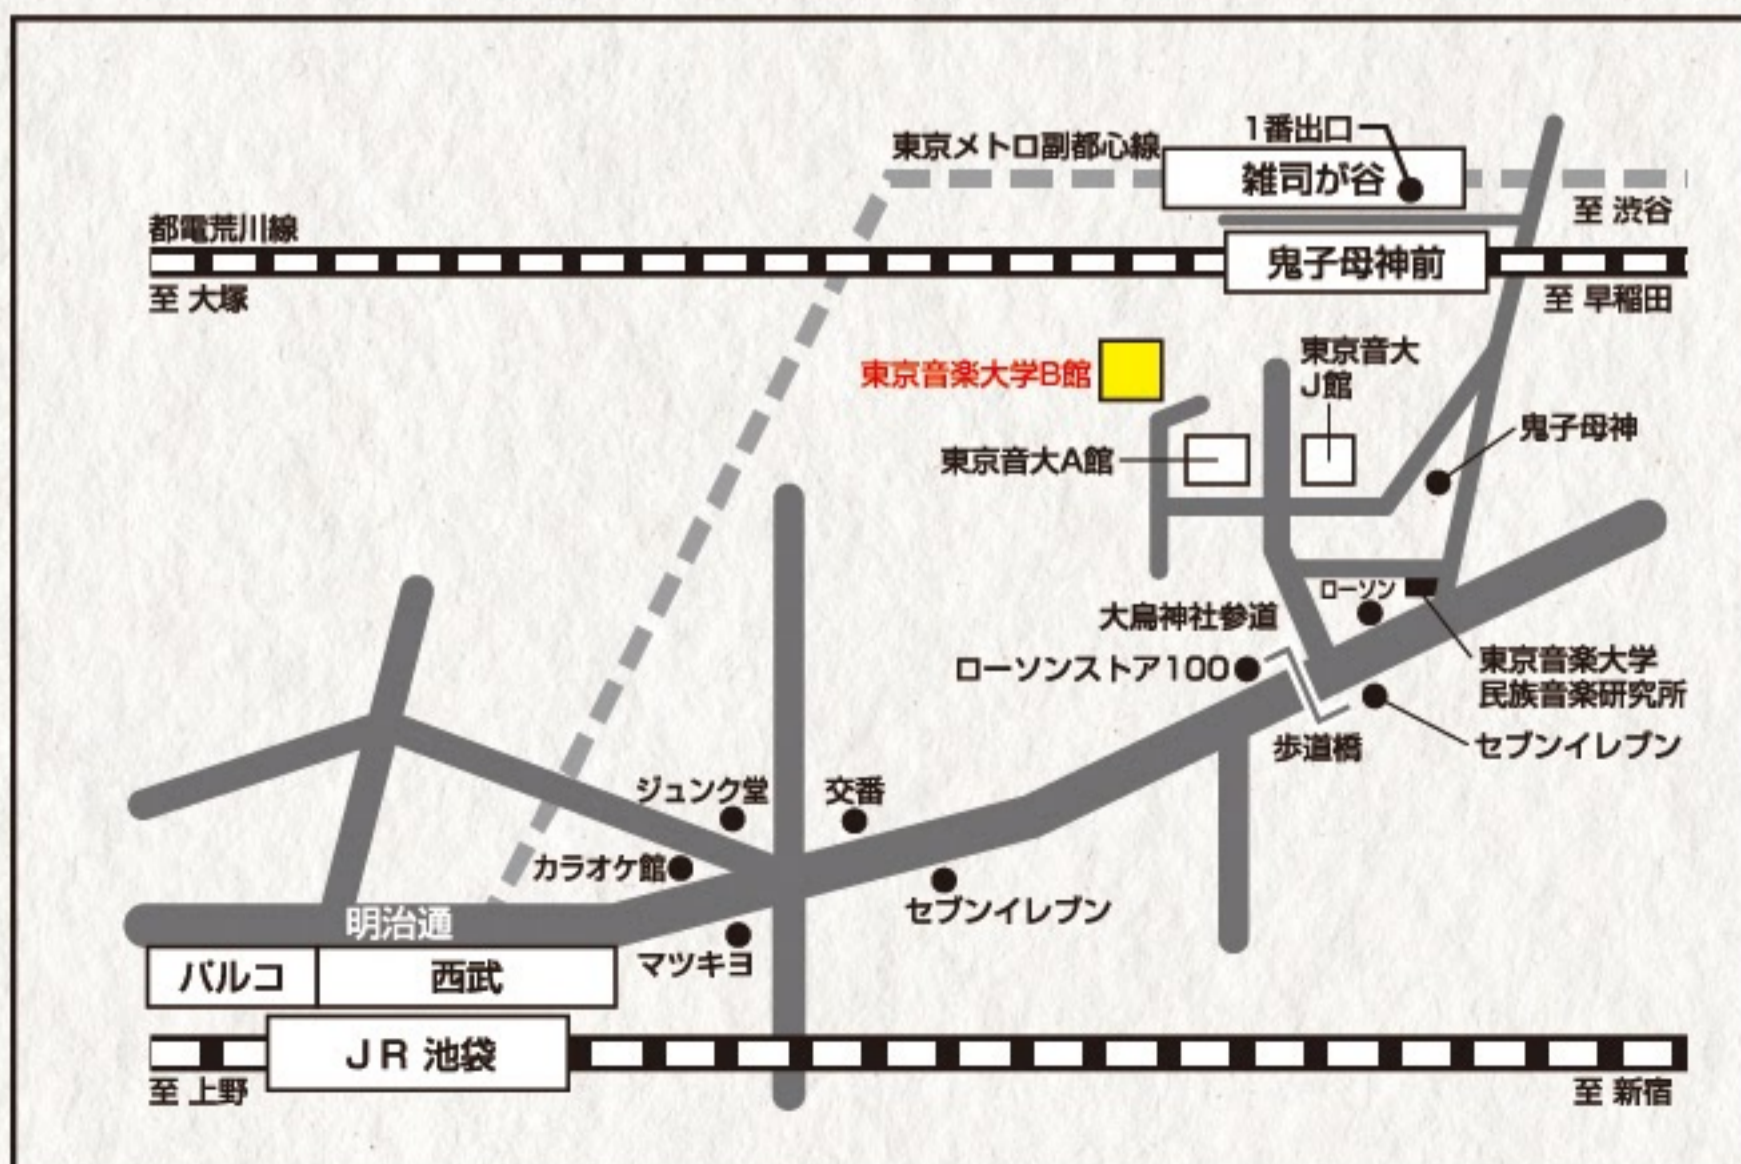 1番出口
東京メトロ副都心線
雑司が谷
至 渋谷
都電荒川線
鬼子母神前
至 大塚
至 早稲田
東京音大
J館
東京音楽大学B館
鬼子母神
東京音大A館
ローソン
大鳥神社参道
東京音楽大学
民族音楽研究所
ローソンストア100
歩道橋
セブンイレブン
ジュンク堂
交番
カラオケ館
セブンイレブン
明治通
マツキヨ
パルコ
西武
JR 池袋
至 上野
至 新宿